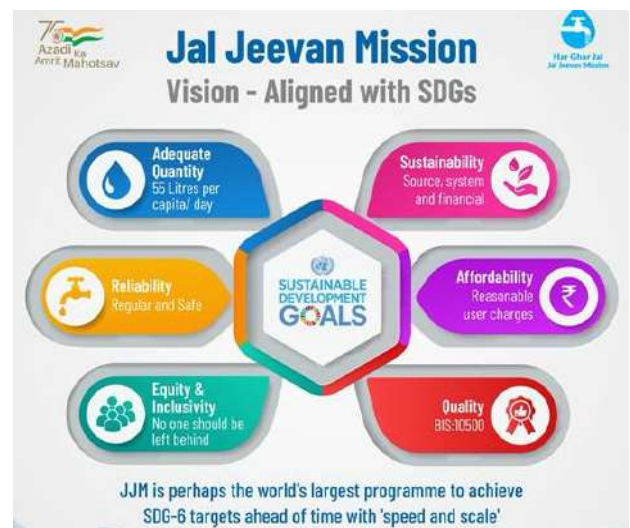 75
Azadi Ka
Amrit Mahotsav
Jal Jeevan Mission
Har Ghar Jal
Jal Jeevan Mission
Vision - Aligned with SDGs
Adequate
Quantity
55 Litres per
capita/ day
Sustainability
Source, system
and financial
Reliability
Regular and Safe
SUSTAINABLE
DEVELOPMENT
GOALS
Affordability
Reasonable
user charges
₹
Equity &
Inclusivity
No one should be
left behind
Quality
BIS:10500
JJM is perhaps the world's largest programme to achieve
SDG-6 targets ahead of time with 'speed and scale'